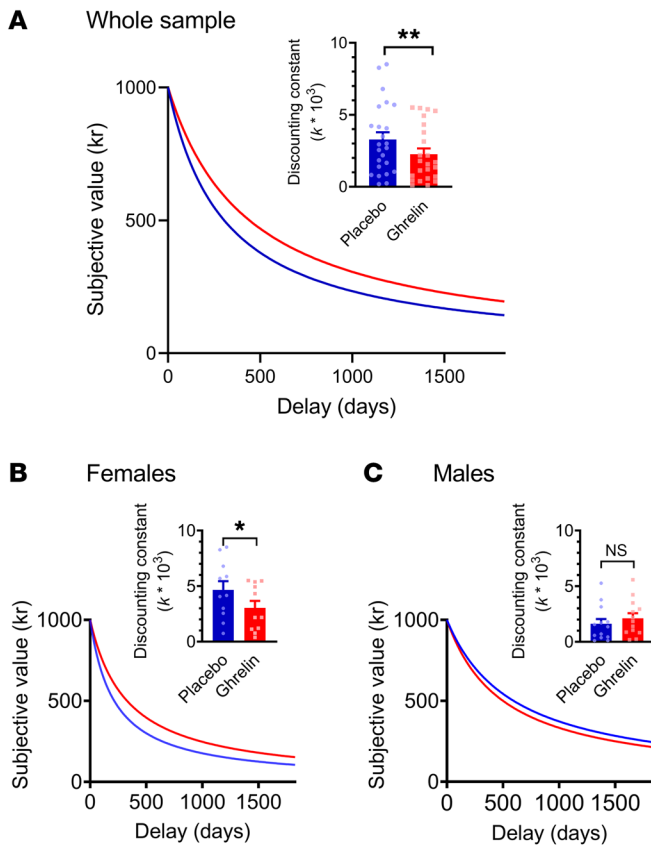 A Whole sample
Discounting constant
(k * 10³)
10
5
0
**
Placebo
Ghrelin
Subjective value (kr)
1000
500
0
0 500 1000 1500
Delay (days)
B Females
Discounting constant
(k * 10³)
10
5
0
*
Placebo
Ghrelin
Subjective value (kr)
1000
500
0
0 500 1000 1500
Delay (days)
C Males
Discounting constant
(k * 10³)
10
5
0
NS
Placebo
Ghrelin
Subjective value (kr)
1000
500
0
0 500 1000 1500
Delay (days)